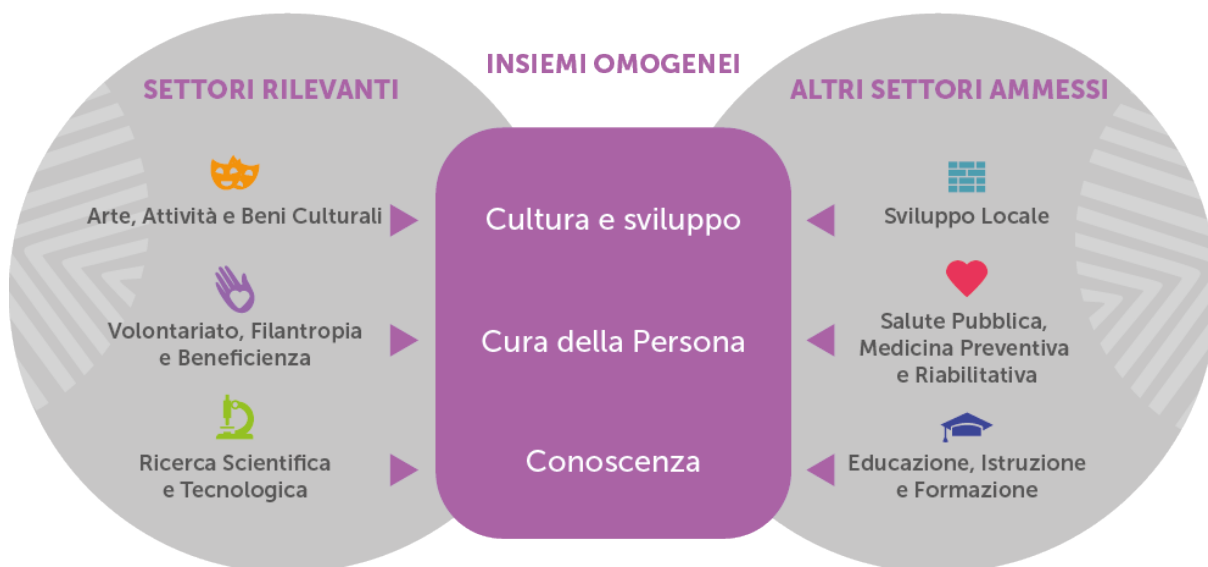 INSIEMI OMOGENEI
SETTORI RILEVANTI
Arte, Attività e Beni Culturali
Volontariato, Filantropia
e Beneficienza
Ricerca Scientifica
e Tecnologica
Cultura e sviluppo
Cura della Persona
Conoscenza
ALTRI SETTORI AMMESSI
Sviluppo Locale
Salute Pubblica,
Medicina Preventiva
e Riabilitativa
Educazione, Istruzione
e Formazione